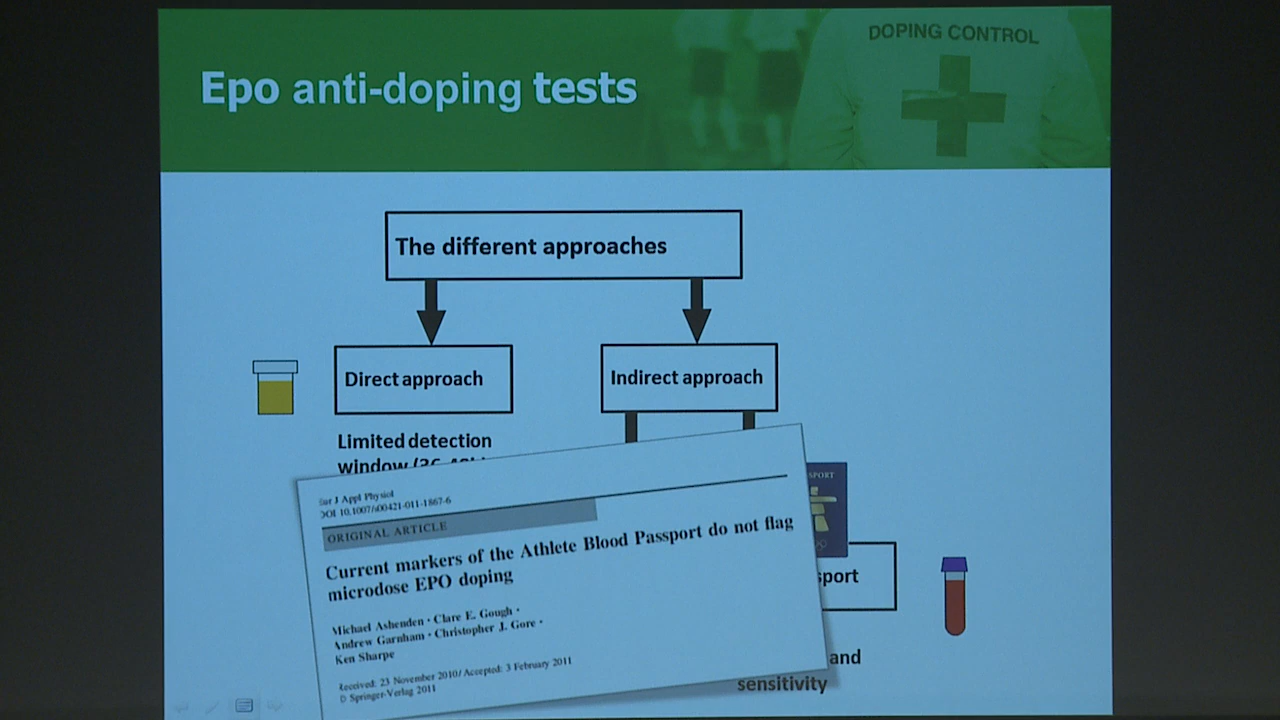 DOPING CONTROL
Epo anti-doping tests
The different approaches
Direct approach
Indirect approach
Limited detection
window
Eur J Appl Physiol
DOI 10.1007/s00421-011-1867-6
ORIGINAL ARTICLE
Current markers of the Athlete Blood Passport do not flag
microdose EPO doping
Michael Ashenden · Clare E. Gough ·
Andrew Garnham · Christopher J. Gore ·
Ken Sharpe
Received: 23 November 2010/Accepted: 3 February 2011
© Springer-Verlag 2011
SPORT
sport
and
sensitivity